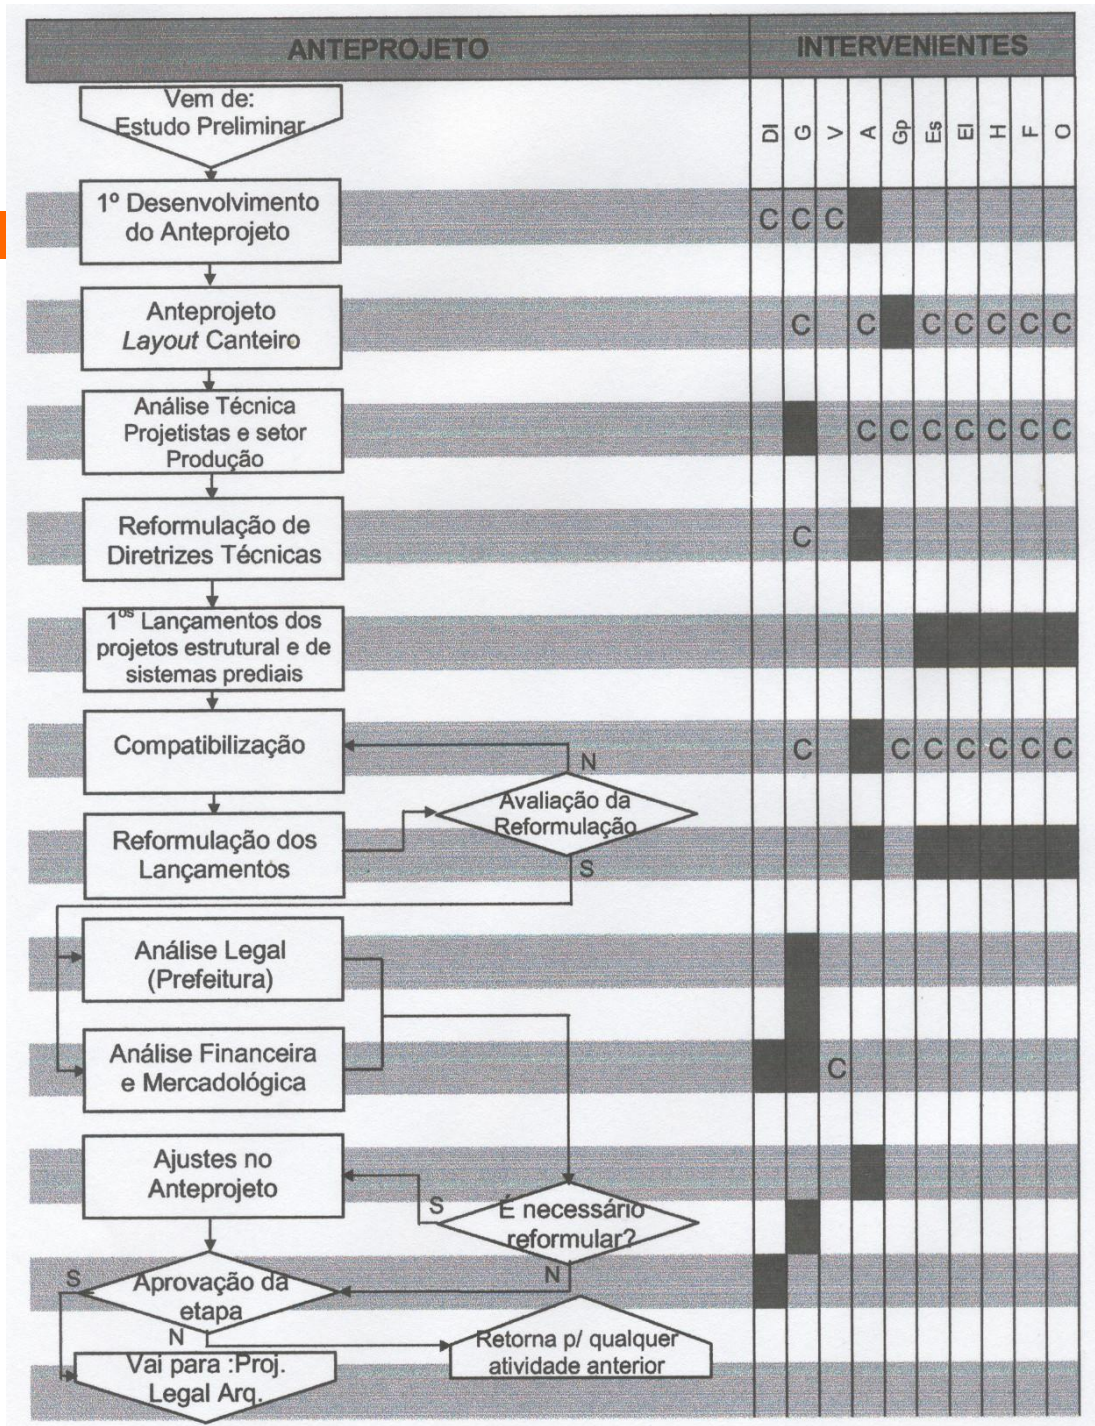 ANTEPROJETO
INTERVENIENTES
Vem de:
Estudo Preliminar
DI
G
V
A
Gp
Es
El
H
F
O
1º Desenvolvimento
do Anteprojeto
C C C
Anteprojeto
Layout Canteiro
C C C C C C C
Análise Técnica
Projetistas e setor
Produção
C C C C C C C
Reformulação de
Diretrizes Técnicas
C
1os Lançamentos dos
projetos estrutural e de
sistemas prediais
Compatibilização
C C C C C C C
N
Avaliação da
Reformulação
Reformulação dos
Lançamentos
S
Análise Legal
(Prefeitura)
Análise Financeira
e Mercadológica
C
Ajustes no
Anteprojeto
S
É necessário
reformular?
N
S
Aprovação da
etapa
N
Retorna p/ qualquer
atividade anterior
Vai para :Proj.
Legal Arq.